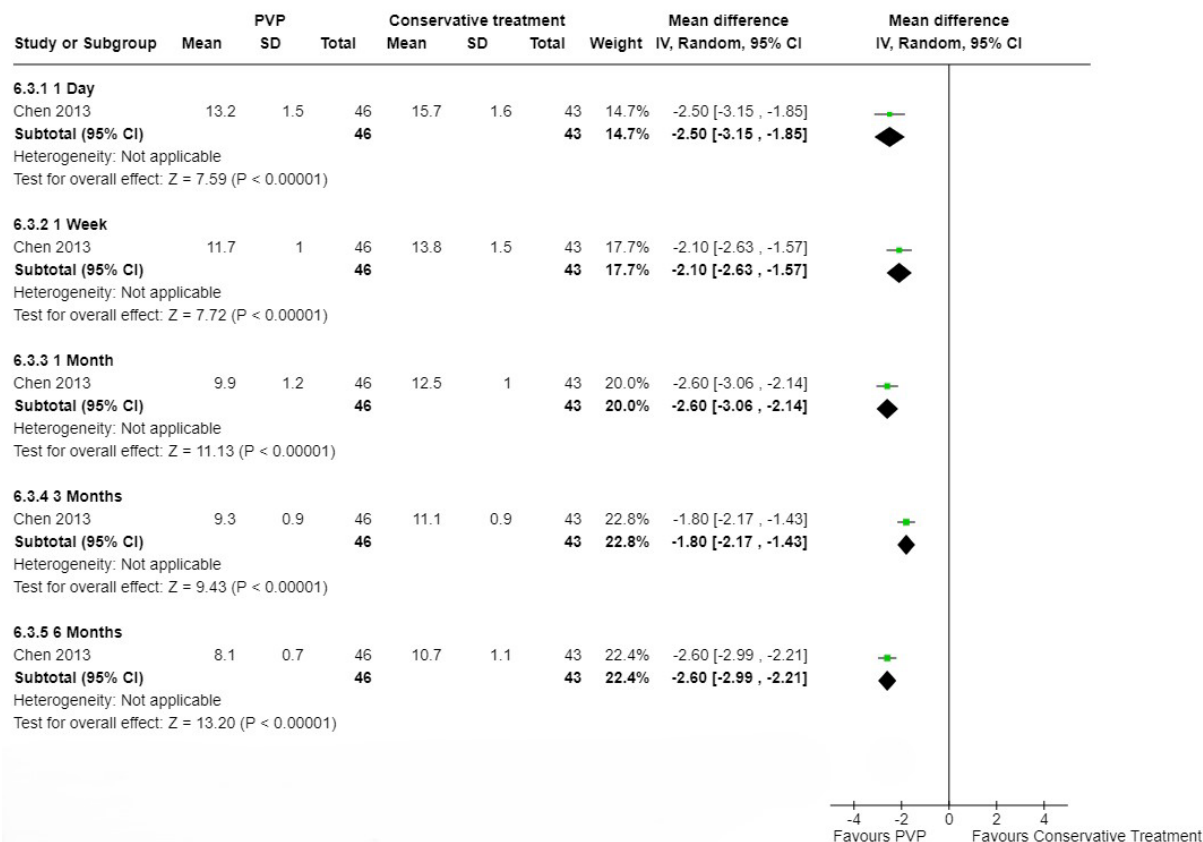 PVP Conservative treatment Mean difference Mean difference
Study or Subgroup Mean SD Total Mean SD Total Weight IV, Random, 95% CI IV, Random, 95% CI
6.3.1 1 Day
Chen 2013 13.2 1.5 46 15.7 1.6 43 14.7% -2.50 [-3.15 , -1.85]
Subtotal (95% CI) 46 43 14.7% -2.50 [-3.15 , -1.85]
Heterogeneity: Not applicable
Test for overall effect: Z = 7.59 (P < 0.00001)
6.3.2 1 Week
Chen 2013 11.7 1 46 13.8 1.5 43 17.7% -2.10 [-2.63 , -1.57]
Subtotal (95% CI) 46 43 17.7% -2.10 [-2.63 , -1.57]
Heterogeneity: Not applicable
Test for overall effect: Z = 7.72 (P < 0.00001)
6.3.3 1 Month
Chen 2013 9.9 1.2 46 12.5 1 43 20.0% -2.60 [-3.06 , -2.14]
Subtotal (95% CI) 46 43 20.0% -2.60 [-3.06 , -2.14]
Heterogeneity: Not applicable
Test for overall effect: Z = 11.13 (P < 0.00001)
6.3.4 3 Months
Chen 2013 9.3 0.9 46 11.1 0.9 43 22.8% -1.80 [-2.17 , -1.43]
Subtotal (95% CI) 46 43 22.8% -1.80 [-2.17 , -1.43]
Heterogeneity: Not applicable
Test for overall effect: Z = 9.43 (P < 0.00001)
6.3.5 6 Months
Chen 2013 8.1 0.7 46 10.7 1.1 43 22.4% -2.60 [-2.99 , -2.21]
Subtotal (95% CI) 46 43 22.4% -2.60 [-2.99 , -2.21]
Heterogeneity: Not applicable
Test for overall effect: Z = 13.20 (P < 0.00001)
-4 -2 0 2 4
Favours PVP Favours Conservative Treatment